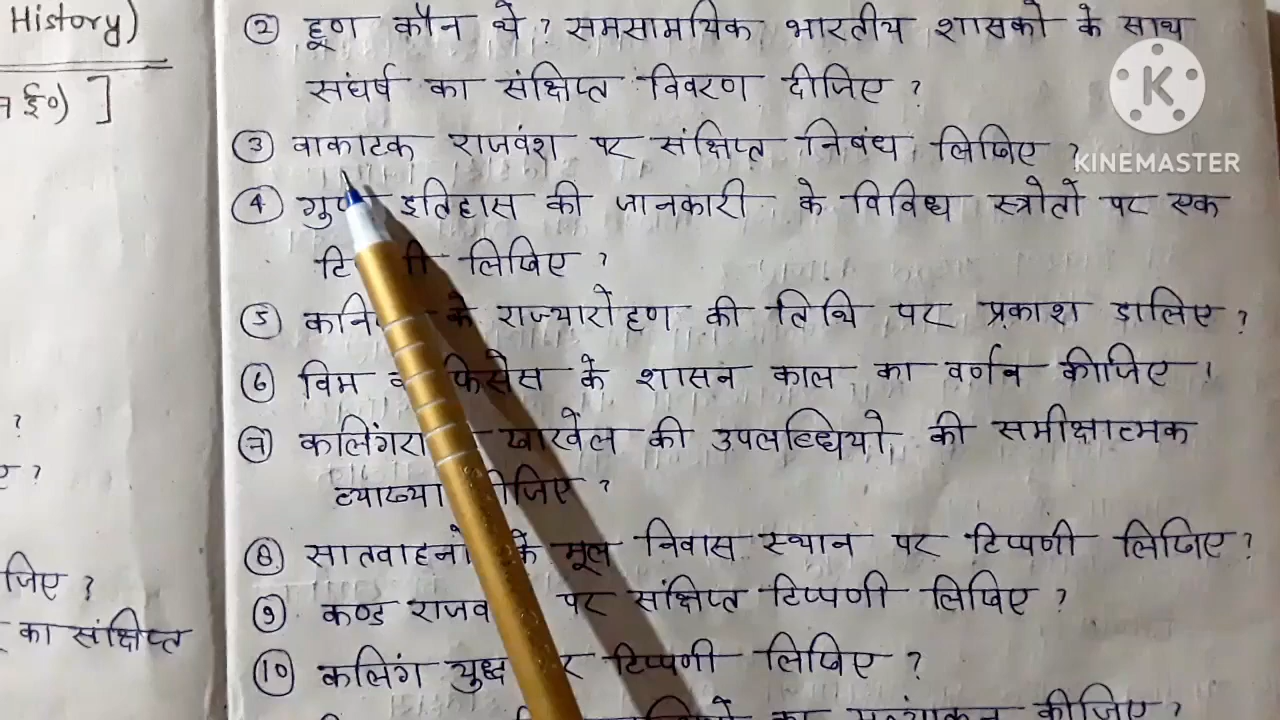 History)
ई०) ]
② हूण कौन थे? समसामयिक भारतीय शासको के साथ
संघर्ष का संक्षिप्त विवरण दीजिए ?
③ वाकाटक राजवंश पर संक्षिप्त निबंध लिखिए ?
④ गुप्त इतिहास की जानकारी के विविध स्त्रोतो पर एक
लिखिए ?
⑤ के राज्यारोहण की तिथि पर प्रकाश डालिए ?
⑥ विम के शासन काल का वर्णन कीजिए ।
⑦ खारवेल की उपलब्धियो की समीक्षात्मक
व्याख्या ?
⑧ सातवाहनो के मूल निवास स्थान पर टिप्पणी लिखिए ?
⑨ कण्ड पर संक्षिप्त टिप्पणी लिखिए ?
⑩ कलिंग युद्ध टिप्पणी लिखिए ?
का कीजिए ?
?
?
जिए ?
का संक्षिप्त
K
KINEMASTER